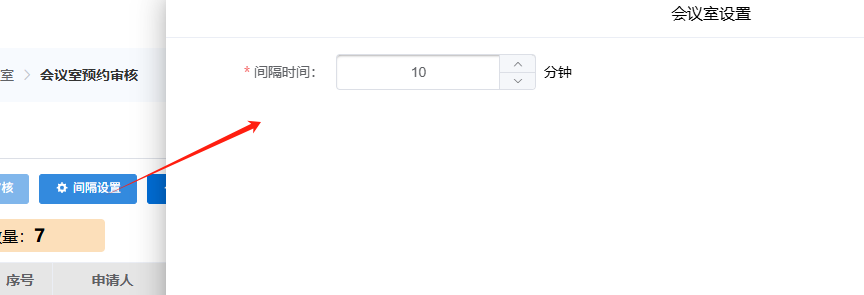 会议室设置
室 > 会议室预约审核
* 间隔时间： 10 分钟
核 间隔设置
数量：7
序号 申请人